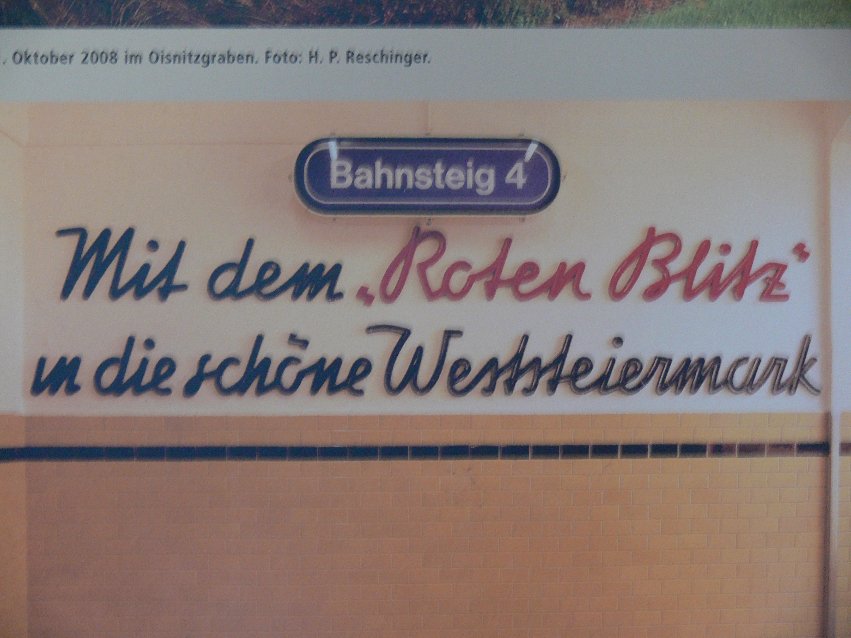 . Oktober 2008 im Oisnitzgraben. Foto: H. P. Reschinger.
Bahnsteig 4
Mit dem „Roten Blitz“
in die schöne Weststeiermark